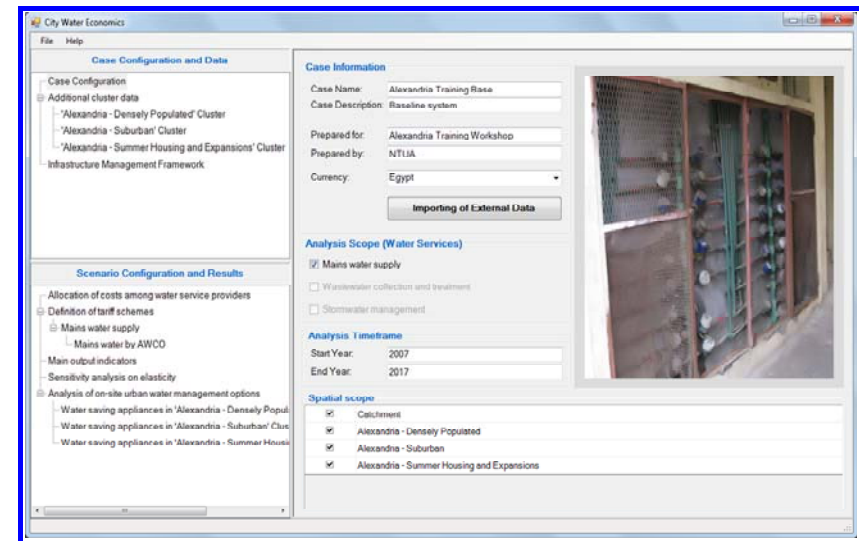 City Water Economics
File Help
Case Configuration and Data
Case Configuration
Additional cluster data
'Alexandria - Densely Populated' Cluster
'Alexandria - Suburban' Cluster
'Alexandria - Summer Housing and Expansions' Cluster
Infrastructure Management Framework
Scenario Configuration and Results
Allocation of costs among water service providers
Definition of tariff schemes
Mains water supply
Mains water by AWCO
Main output indicators
Sensitivity analysis on elasticity
Analysis of on-site urban water management options
Water saving appliances in 'Alexandria - Densely Popul
Water saving appliances in 'Alexandria - Suburban' Clus
Water saving appliances in 'Alexandria - Summer Housi
Case Information
Case Name: Alexandria Training Base
Case Description: Baseline system
Prepared for: Alexandria Training Workshop
Prepared by: NTUA
Currency: Egypt
Importing of External Data
Analysis Scope (Water Services)
Mains water supply
Wastewater collection and treatment
Stormwater management
Analysis Timeframe
Start Year: 2007
End Year: 2017
Spatial scope
Catchment
Alexandria - Densely Populated
Alexandria - Suburban
Alexandria - Summer Housing and Expansions